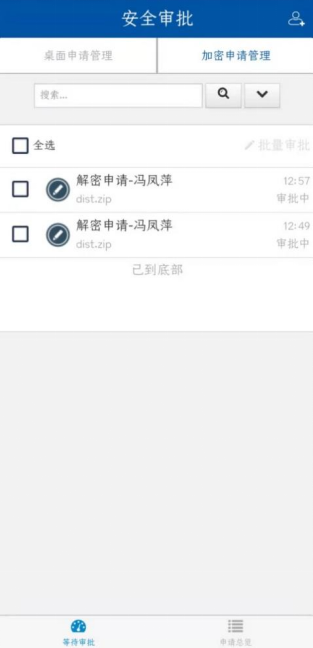 安全审批
桌面申请管理 加密申请管理
搜索...
全选 批量审批
解密申请-冯凤萍 12:57
dist.zip 审批中
解密申请-冯凤萍 12:49
dist.zip 审批中
已到底部
等待审批 申请总览